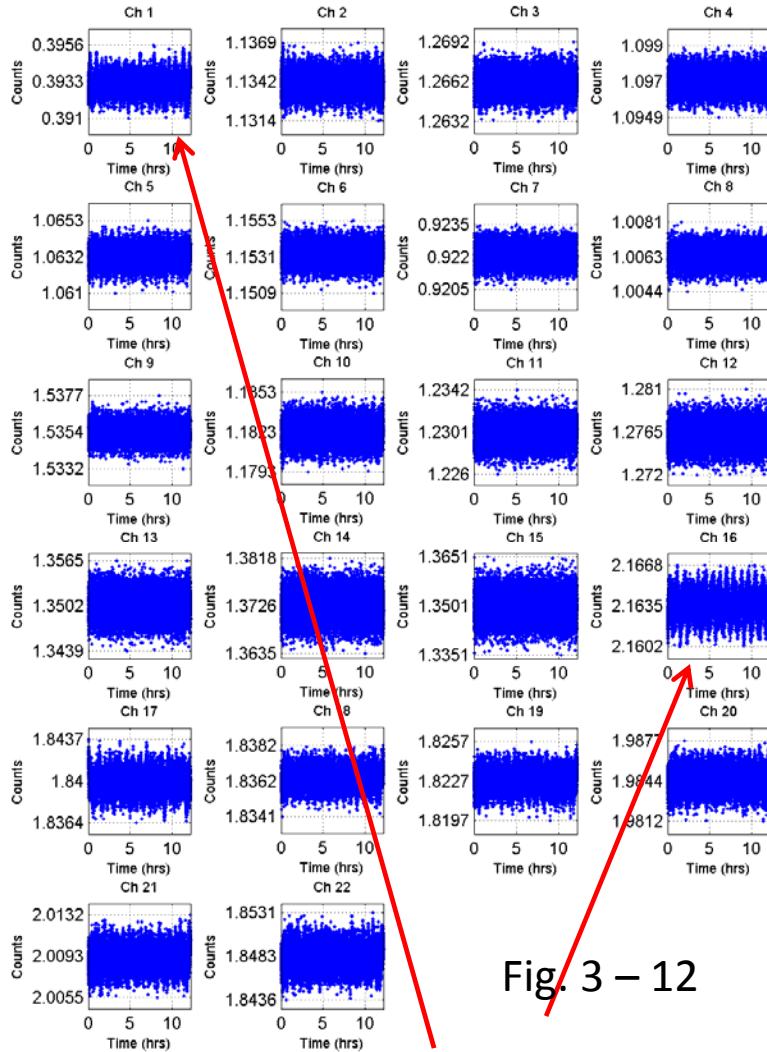 Ch 1
0.3956
0.3933
0.391
Counts
0 5 10
Time (hrs)
Ch 2
1.1369
1.1342
1.1314
Counts
0 5 10
Time (hrs)
Ch 3
1.2692
1.2662
1.2632
Counts
0 5 10
Time (hrs)
Ch 4
1.099
1.097
1.0949
Counts
0 5 10
Time (hrs)
Ch 5
1.0653
1.0632
1.061
Counts
0 5 10
Time (hrs)
Ch 6
1.1553
1.1531
1.1509
Counts
0 5 10
Time (hrs)
Ch 7
0.9235
0.922
0.9205
Counts
0 5 10
Time (hrs)
Ch 8
1.0081
1.0063
1.0044
Counts
0 5 10
Time (hrs)
Ch 9
1.5377
1.5354
1.5332
Counts
0 5 10
Time (hrs)
Ch 10
1.1853
1.1823
1.1793
Counts
0 5 10
Time (hrs)
Ch 11
1.2342
1.2301
1.226
Counts
0 5 10
Time (hrs)
Ch 12
1.281
1.2765
1.272
Counts
0 5 10
Time (hrs)
Ch 13
1.3565
1.3502
1.3439
Counts
0 5 10
Time (hrs)
Ch 14
1.3818
1.3726
1.3635
Counts
0 5 10
Time (hrs)
Ch 15
1.3651
1.3501
1.3351
Counts
0 5 10
Time (hrs)
Ch 16
2.1668
2.1635
2.1602
Counts
0 5 10
Time (hrs)
Ch 17
1.8437
1.84
1.8364
Counts
0 5 10
Time (hrs)
Ch 18
1.8382
1.8362
1.8341
Counts
0 5 10
Time (hrs)
Ch 19
1.8257
1.8227
1.8197
Counts
0 5 10
Time (hrs)
Ch 20
1.9877
1.9844
1.9812
Counts
0 5 10
Time (hrs)
Ch 21
2.0132
2.0093
2.0055
Counts
0 5 10
Time (hrs)
Ch 22
1.8531
1.8483
1.8436
Counts
0 5 10
Time (hrs)
Fig. 3 – 12